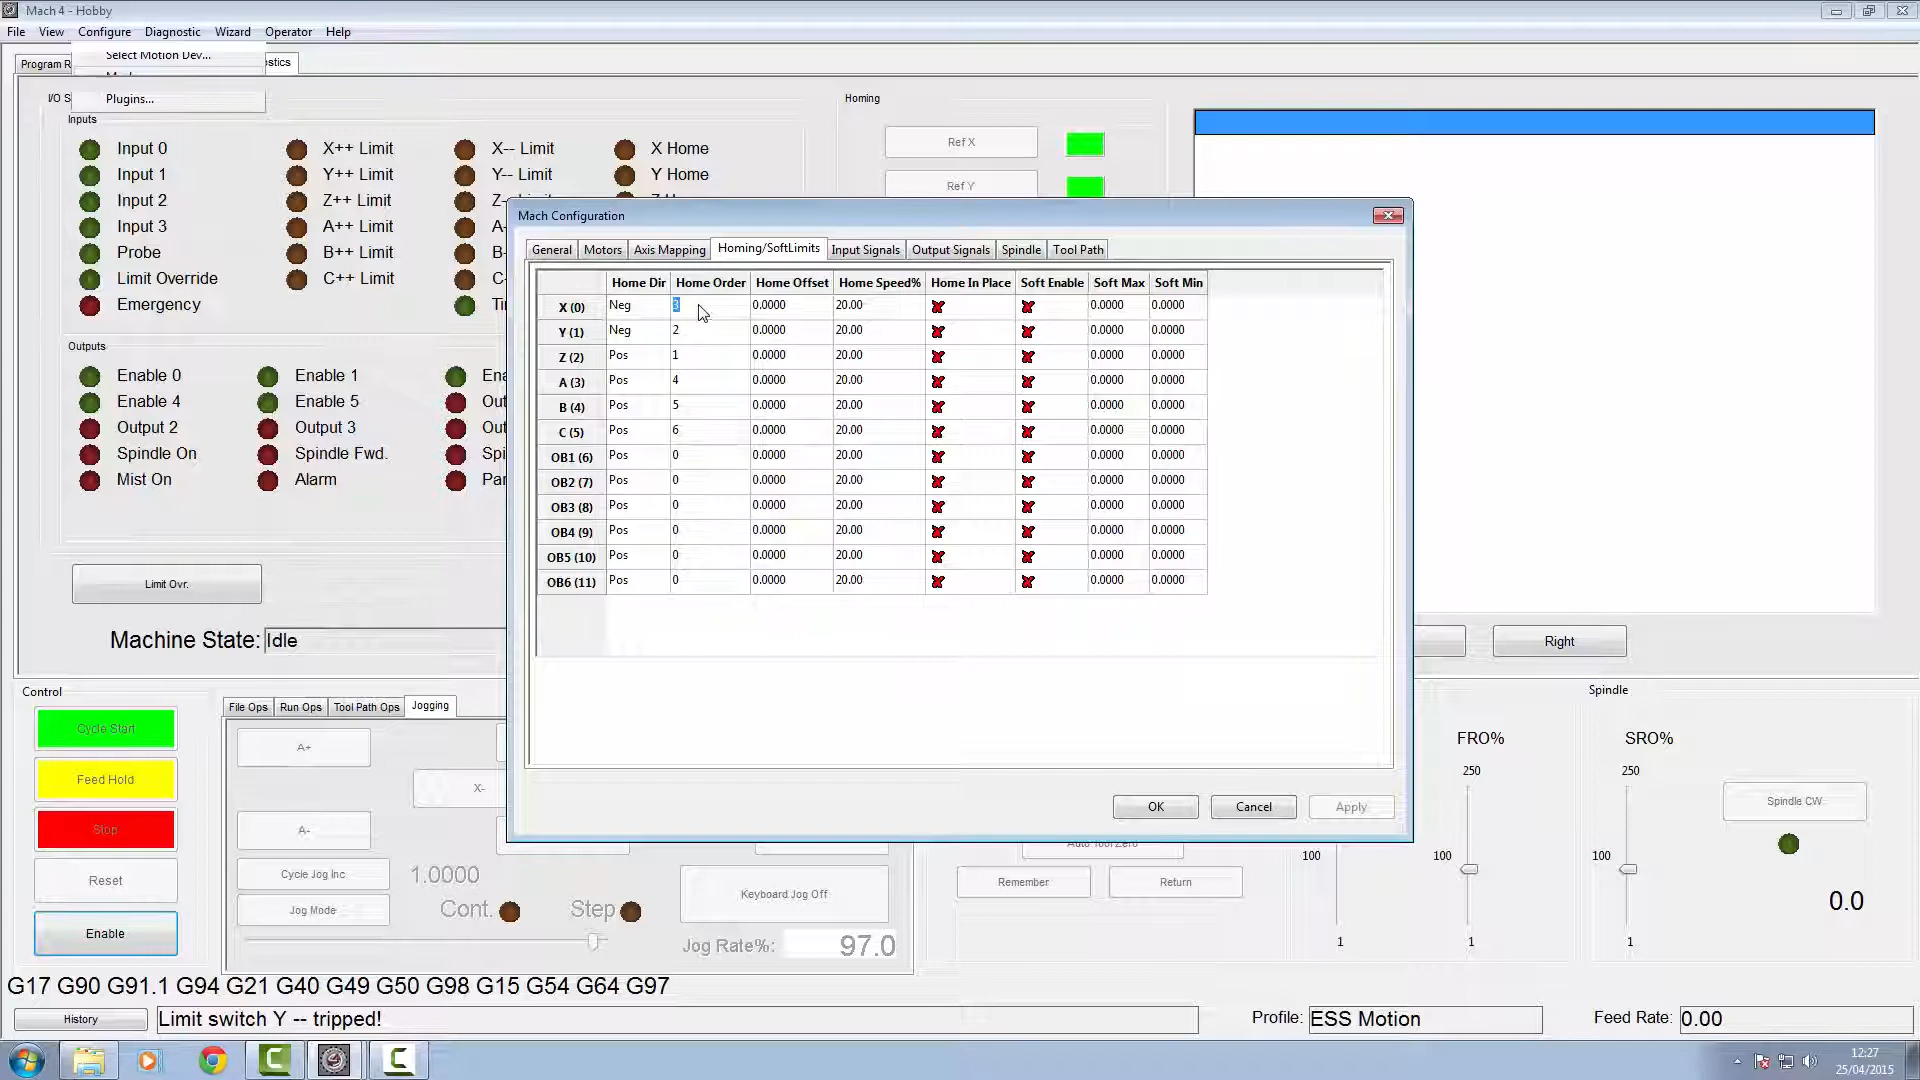 Mach 4 - Hobby
File View Configure Diagnostic Wizard Operator Help
Select Motion Dev...
Program R
stics
Plugins...
I/O S
Inputs
Input 0 X++ Limit X-- Limit X Home
Input 1 Y++ Limit Y-- Limit Y Home
Input 2 Z++ Limit
Input 3 A++ Limit
Probe B++ Limit
Limit Override C++ Limit
Emergency
Homing
Ref X
Ref Y
Outputs
Enable 0 Enable 1
Enable 4 Enable 5
Output 2 Output 3
Spindle On Spindle Fwd.
Mist On Alarm
Limit Ovr.
Machine State: Idle
Mach Configuration
General Motors Axis Mapping Homing/SoftLimits Input Signals Output Signals Spindle Tool Path
Home Dir Home Order Home Offset Home Speed% Home In Place Soft Enable Soft Max Soft Min
X (0) Neg 3 0.0000 20.00 0.0000 0.0000
Y (1) Neg 2 0.0000 20.00 0.0000 0.0000
Z (2) Pos 1 0.0000 20.00 0.0000 0.0000
A (3) Pos 4 0.0000 20.00 0.0000 0.0000
B (4) Pos 5 0.0000 20.00 0.0000 0.0000
C (5) Pos 6 0.0000 20.00 0.0000 0.0000
OB1 (6) Pos 0 0.0000 20.00 0.0000 0.0000
OB2 (7) Pos 0 0.0000 20.00 0.0000 0.0000
OB3 (8) Pos 0 0.0000 20.00 0.0000 0.0000
OB4 (9) Pos 0 0.0000 20.00 0.0000 0.0000
OB5 (10) Pos 0 0.0000 20.00 0.0000 0.0000
OB6 (11) Pos 0 0.0000 20.00 0.0000 0.0000
OK Cancel Apply
Right
Control
Cycle Start
Feed Hold
Stop
Reset
Enable
File Ops Run Ops Tool Path Ops Jogging
A+
X-
A-
Cycle Jog Inc 1.0000
Jog Mode Cont. Step
Keyboard Jog Off
Jog Rate%: 97.0
Auto Tool Zero
Remember Return
100
1
FRO%
250
100
1
Spindle
SRO%
250
100
1
Spindle CW
0.0
G17 G90 G91.1 G94 G21 G40 G49 G50 G98 G15 G54 G64 G97
History Limit switch Y -- tripped! Profile: ESS Motion Feed Rate: 0.00
12:27
25/04/2015